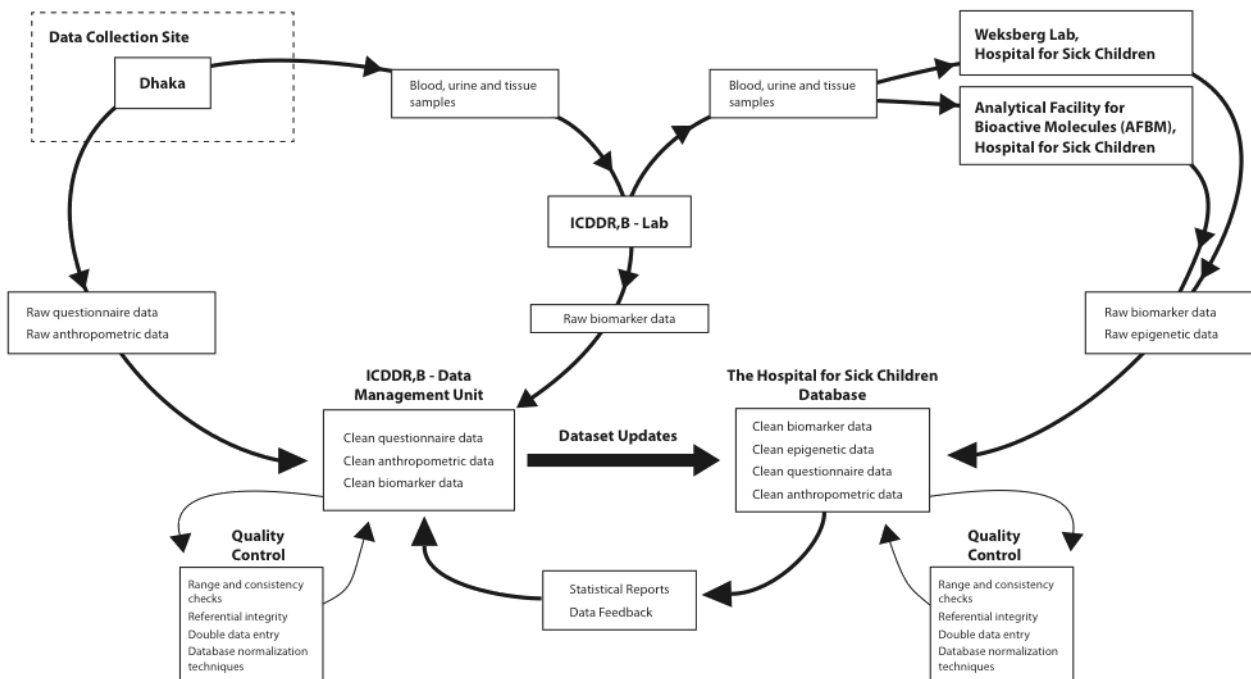 Data Collection Site
Dhaka
Blood, urine and tissue
samples
Blood, urine and tissue
samples
Weksberg Lab,
Hospital for Sick Children
Analytical Facility for
Bioactive Molecules (AFBM),
Hospital for Sick Children
ICDDR,B - Lab
Raw questionnaire data
Raw anthropometric data
Raw biomarker data
Raw biomarker data
Raw epigenetic data
ICDDR,B - Data
Management Unit
Clean questionnaire data
Clean anthropometric data
Clean biomarker data
Dataset Updates
The Hospital for Sick Children
Database
Clean biomarker data
Clean epigenetic data
Clean questionnaire data
Clean anthropometric data
Quality
Control
Range and consistency
checks
Referential integrity
Double data entry
Database normalization
techniques
Statistical Reports
Data Feedback
Quality
Control
Range and consistency
checks
Referential integrity
Double data entry
Database normalization
techniques